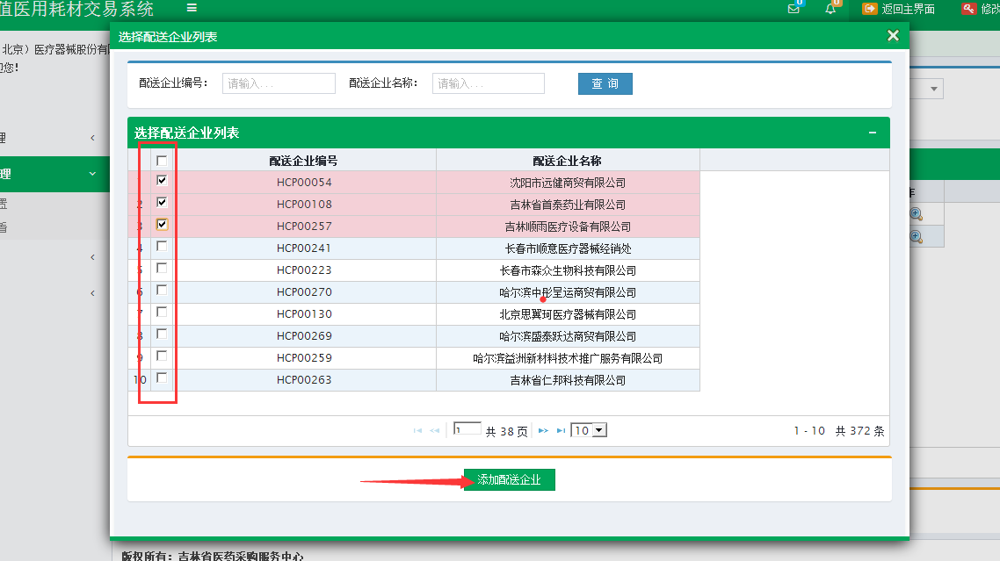 值医用耗材交易系统
0
0
返回主界面
修改
选择配送企业列表
北京）医疗器械股份有限
迎您!
配送企业编号:
请输入...
配送企业名称:
请输入...
查 询
理
选择配送企业列表
配送企业编号 配送企业名称
理
HCP00054 沈阳市远健商贸有限公司
作
2 HCP00108 吉林省首泰药业有限公司
置
3 HCP00257 吉林顺雨医疗设备有限公司
看
4 HCP00241 长春市顺意医疗器械经销处
5 HCP00223 长春市森众生物科技有限公司
6 HCP00270 哈尔滨中彤呈运商贸有限公司
7 HCP00130 北京思翼珂医疗器械有限公司
8 HCP00269 哈尔滨盛泰跃达商贸有限公司
9 HCP00259 哈尔滨益洲新材料技术推广服务有限公司
10 HCP00263 吉林省仁邦科技有限公司
1 共 38 页 10 1 - 10 共 372 条
添加配送企业
版权所有: 吉林省医药采购服务中心